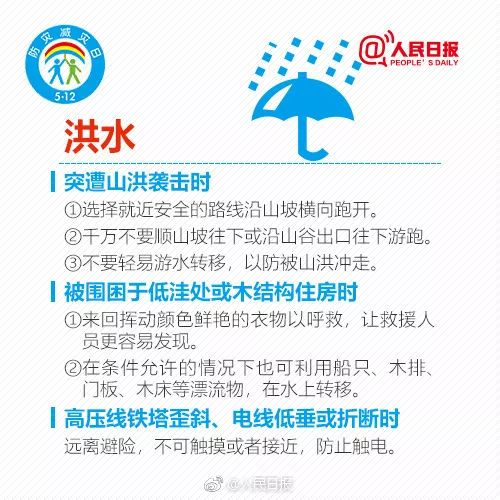 防灾减灾日
5·12
@人民日报
PEOPLE'S DAILY
洪水
突遭山洪袭击时
①选择就近安全的路线沿山坡横向跑开。
②千万不要顺山坡往下或沿山谷出口往下游跑。
③不要轻易游水转移，以防被山洪冲走。
被围困于低洼处或木结构住房时
①来回挥动颜色鲜艳的衣物以呼救，让救援人
员更容易发现。
②在条件允许的情况下也可利用船只、木排、
门板、木床等漂流物，在水上转移。
高压线铁塔歪斜、电线低垂或折断时
远离避险，不可触摸或者接近，防止触电。
@人民日报